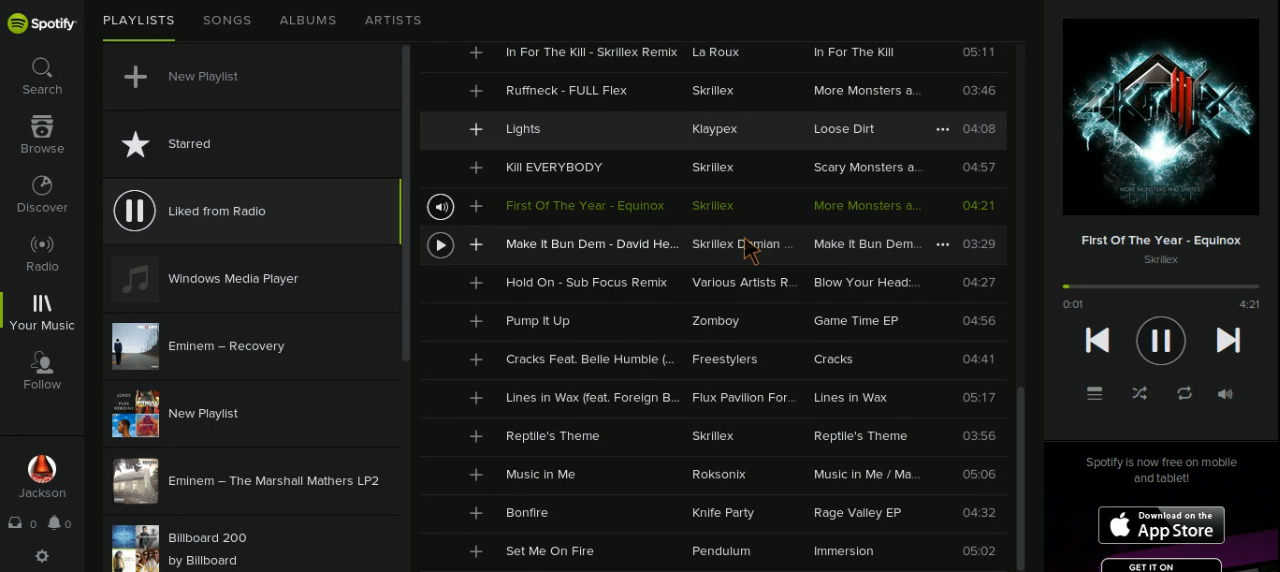 Spotify
Search
Browse
Discover
Radio
Your Music
Follow
Jackson
0 0
PLAYLISTS SONGS ALBUMS ARTISTS
New Playlist
Starred
Liked from Radio
Windows Media Player
Eminem – Recovery
New Playlist
Eminem – The Marshall Mathers LP2
Billboard 200
by Billboard
In For The Kill - Skrillex Remix La Roux In For The Kill 05:11
Ruffneck - FULL Flex Skrillex More Monsters a... 03:46
Lights Klaypex Loose Dirt ••• 04:08
Kill EVERYBODY Skrillex Scary Monsters a... 04:57
First Of The Year - Equinox Skrillex More Monsters a... 04:21
Make It Bun Dem - David He... Skrillex Damian ... Make It Bun Dem... ••• 03:29
Hold On - Sub Focus Remix Various Artists R... Blow Your Head:... 04:27
Pump It Up Zomboy Game Time EP 04:56
Cracks Feat. Belle Humble (... Freestylers Cracks 04:41
Lines in Wax (feat. Foreign B... Flux Pavilion For... Lines in Wax 05:17
Reptile's Theme Skrillex Reptile's Theme 03:56
Music in Me Roksonix Music in Me / Ma... 05:06
Bonfire Knife Party Rage Valley EP 04:32
Set Me On Fire Pendulum Immersion 05:02
SKRILLEX
MORE MONSTERS AND SPRITES
First Of The Year - Equinox
Skrillex
0:01 4:21
Spotify is now free on mobile
and tablet!
Download on the
App Store
GET IT ON